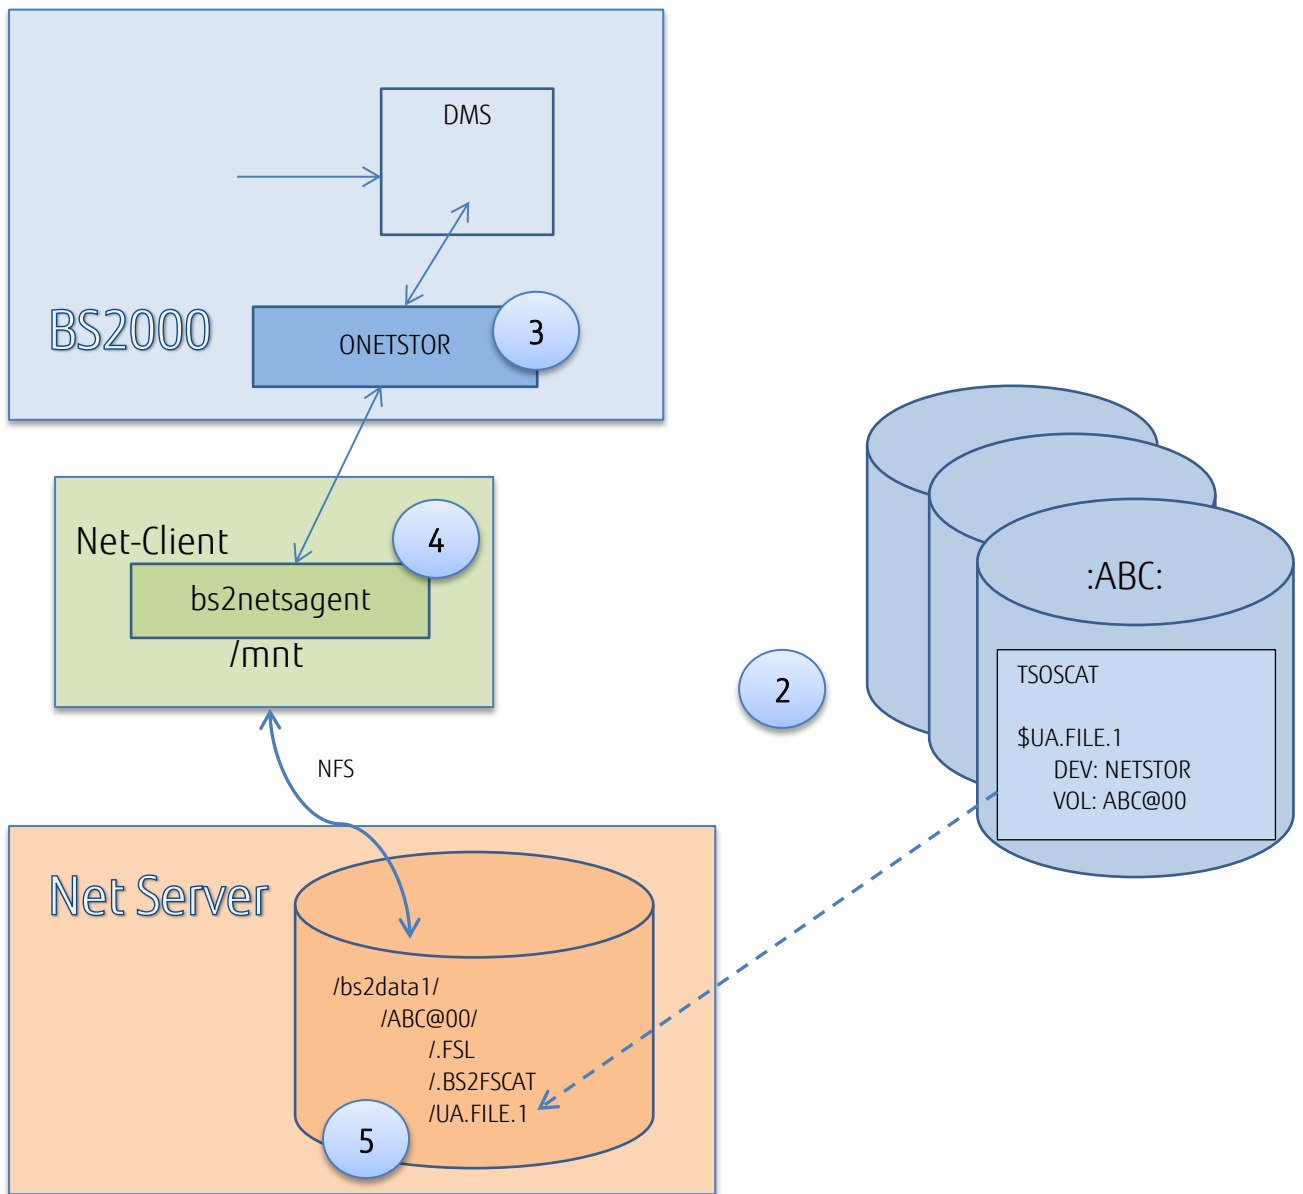 DMS
BS2000
ONETSTOR
3
Net-Client
4
bs2netsagent
/mnt
NFS
:ABC:
2
TSOSCAT
$UA.FILE.1
DEV: NETSTOR
VOL: ABC@00
Net Server
/bs2data1/
/ABC@00/
/.FSL
/.BS2FSCAT
/UA.FILE.1
5